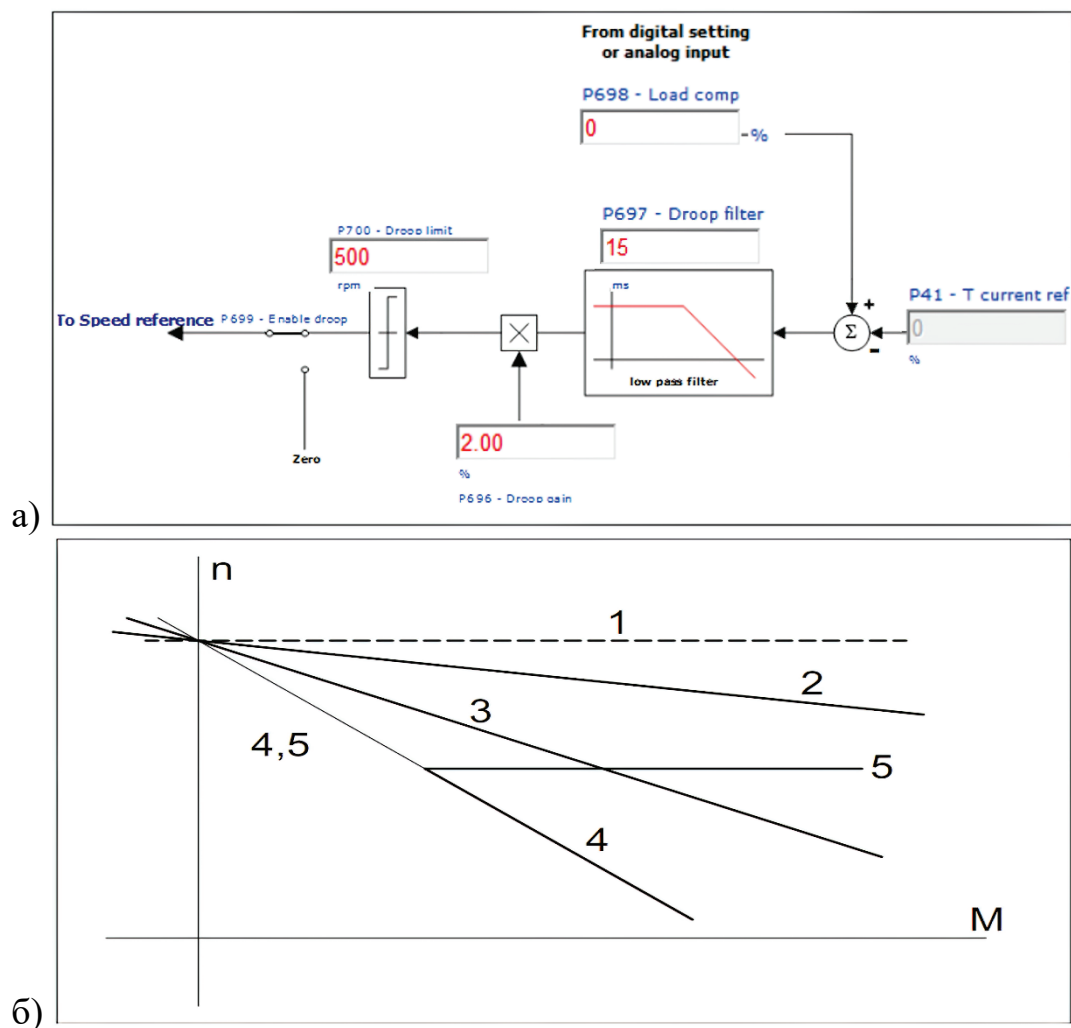 From digital setting
or analog input
P698 - Load comp
0
-%
P697 - Droop filter
15
ms
low pass filter
P700 - Droop limit
500
rpm
P41 - T current ref
0
%
+
Σ
-
To Speed reference
P699 - Enable droop
Zero
2.00
%
P696 - Droop gain
а)
n
1
2
3
4,5
5
4
M
б)